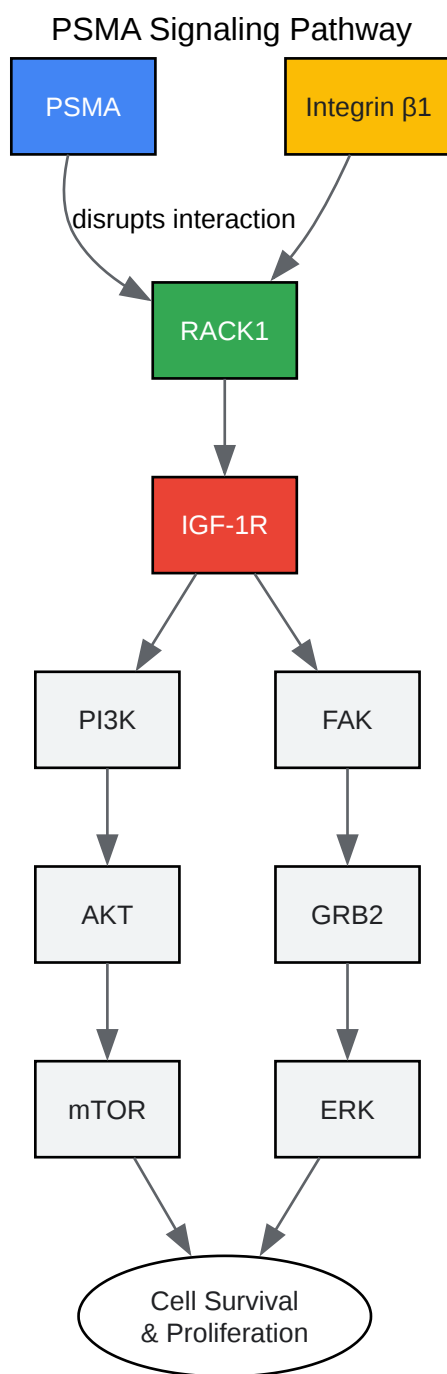 PSMA Signaling Pathway
PSMA
Integrin β1
disrupts interaction
RACK1
IGF-1R
PI3K
FAK
AKT
GRB2
mTOR
ERK
Cell Survival
& Proliferation